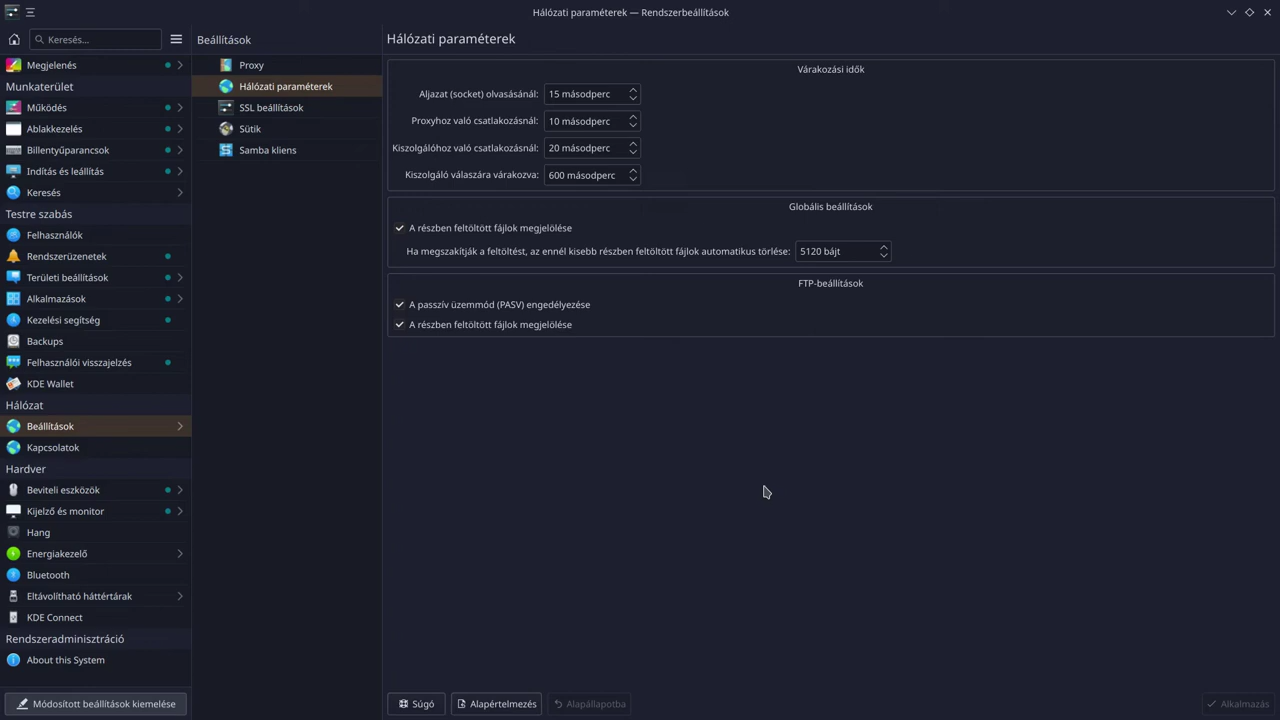 Hálózati paraméterek — Rendszerbeállítások
Keresés...
Megjelenés
Munkaterület
Működés
Ablakkezelés
Billentyűparancsok
Indítás és leállítás
Keresés
Testre szabás
Felhasználók
Rendszerüzenetek
Területi beállítások
Alkalmazások
Kezelési segítség
Backups
Felhasználói visszajelzés
KDE Wallet
Hálózat
Beállítások
Kapcsolatok
Hardver
Beviteli eszközök
Kijelző és monitor
Hang
Energiakezelő
Bluetooth
Eltávolítható háttértárak
KDE Connect
Rendszeradminisztráció
About this System
Módosított beállítások kiemelése
Beállítások
Proxy
Hálózati paraméterek
SSL beállítások
Sütik
Samba kliens
Hálózati paraméterek
Várakozási idők
Aljazat (socket) olvasásánál: 15 másodperc
Proxyhoz való csatlakozásnál: 10 másodperc
Kiszolgálóhoz való csatlakozásnál: 20 másodperc
Kiszolgáló válaszára várakozva: 600 másodperc
Globális beállítások
A részben feltöltött fájlok megjelölése
Ha megszakítják a feltöltést, az ennél kisebb részben feltöltött fájlok automatikus törlése: 5120 bájt
FTP-beállítások
A passzív üzemmód (PASV) engedélyezése
A részben feltöltött fájlok megjelölése
Súgó Alapértelmezés Alapállapotba Alkalmazás